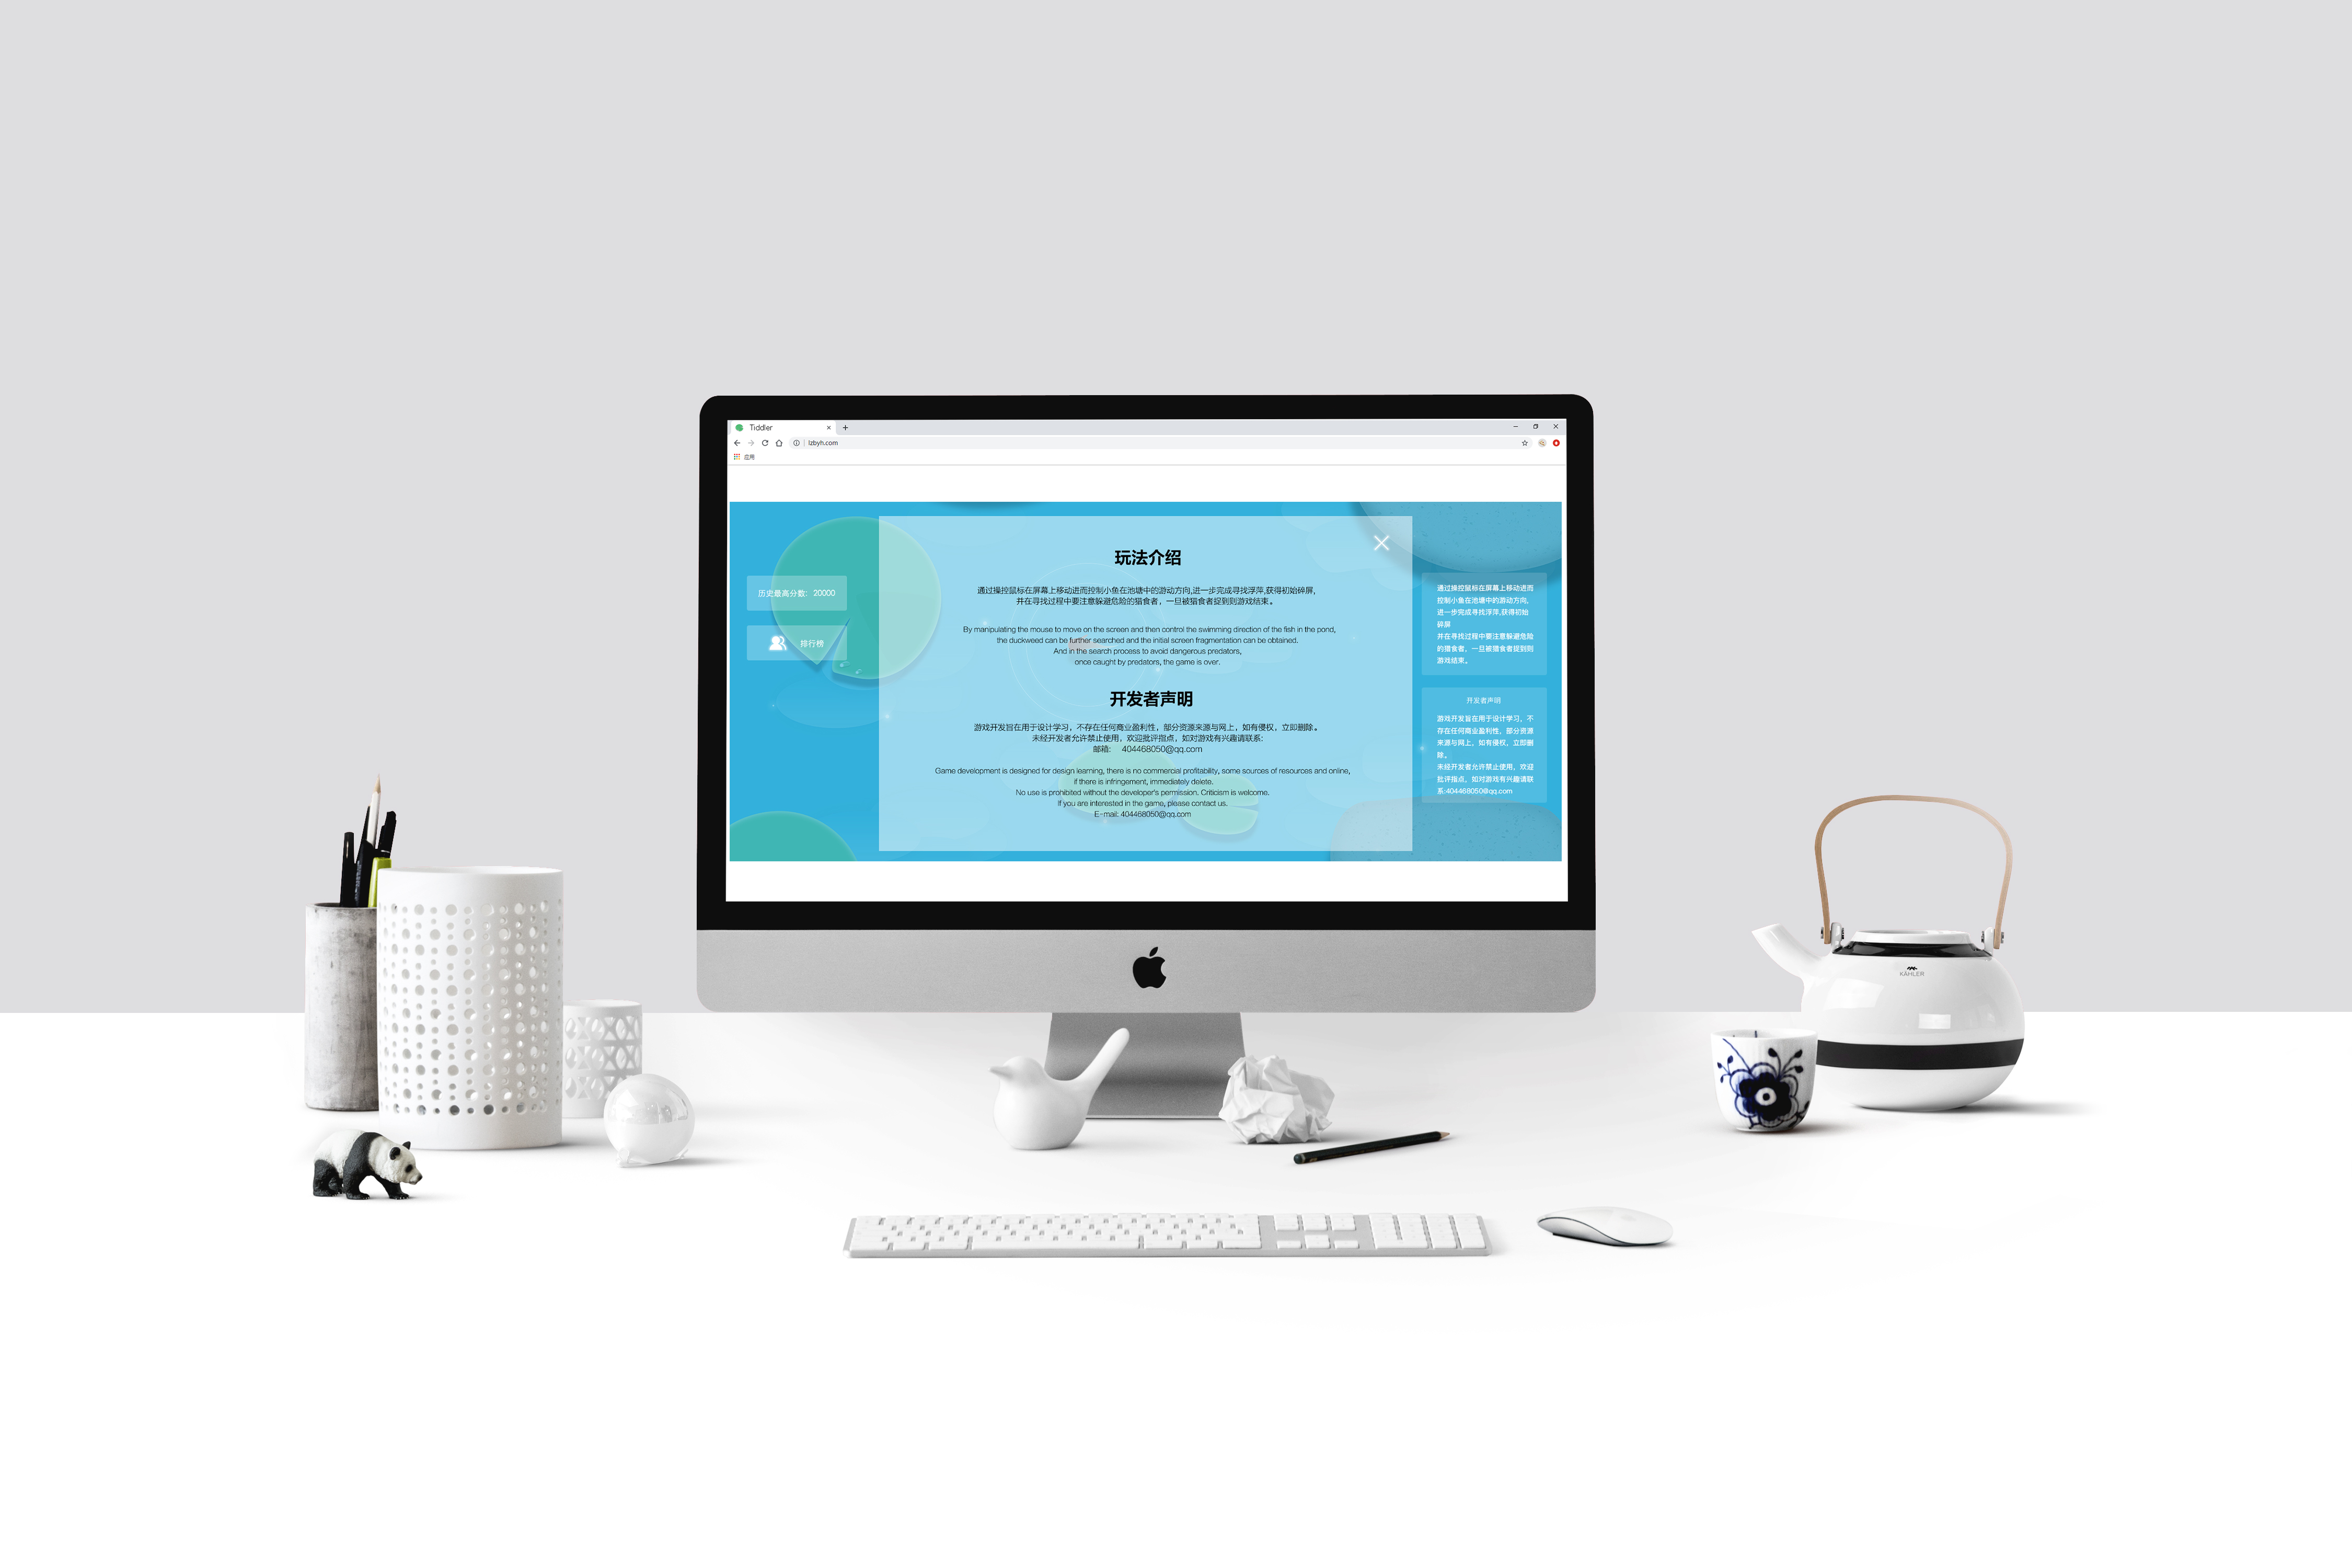 Tiddler
lzbyh.com
应用
历史最高分数：20000
排行榜
玩法介绍
通过操控鼠标在屏幕上移动进而控制小鱼在池塘中的游动方向,进一步完成寻找浮萍,获得初始碎屏,
并在寻找过程中要注意躲避危险的猎食者，一旦被猎食者捉到则游戏结束。
By manipulating the mouse to move on the screen and then control the swimming direction of the fish in the pond,
the duckweed can be further searched and the initial screen fragmentation can be obtained.
And in the search process to avoid dangerous predators,
once caught by predators, the game is over.
开发者声明
游戏开发旨在用于设计学习，不存在任何商业盈利性，部分资源来源与网上，如有侵权，立即删除。
未经开发者允许禁止使用，欢迎批评指点，如对游戏有兴趣请联系:
邮箱: 404468050@qq.com
Game development is designed for design learning, there is no commercial profitability, some sources of resources and online,
if there is infringement, immediately delete.
No use is prohibited without the developer's permission. Criticism is welcome.
If you are interested in the game, please contact us.
E-mail: 404468050@qq.com
通过操控鼠标在屏幕上移动进而
控制小鱼在池塘中的游动方向,
进一步完成寻找浮萍,获得初始
碎屏
并在寻找过程中要注意躲避危险
的猎食者，一旦被猎食者捉到则
游戏结束。
开发者声明
游戏开发旨在用于设计学习，不
存在任何商业盈利性，部分资源
来源与网上，如有侵权，立即删
除。
未经开发者允许禁止使用，欢迎
批评指点，如对游戏有兴趣请联
系:404468050@qq.com
KÄHLER